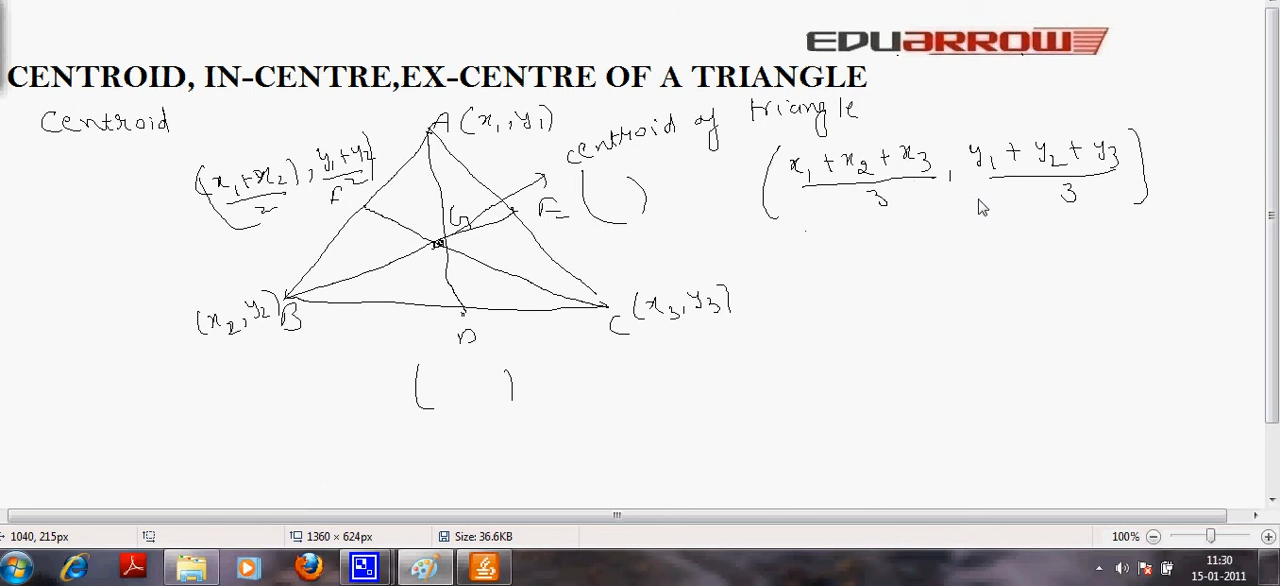 EDUARROW
CENTROID, IN-CENTRE,EX-CENTRE OF A TRIANGLE
Centroid
A (x₁, y₁)
centroid of triangle
(x₁+x₂)/2, (y₁+y₂)/2
F
G
E ( )
((x₁+x₂+x₃)/3, (y₁+y₂+y₃)/3)
(x₂, y₂) B
C (x₃, y₃)
D
( )
1040, 215px
1360 × 624px
Size: 36.6KB
100%
11:30
15-01-2011